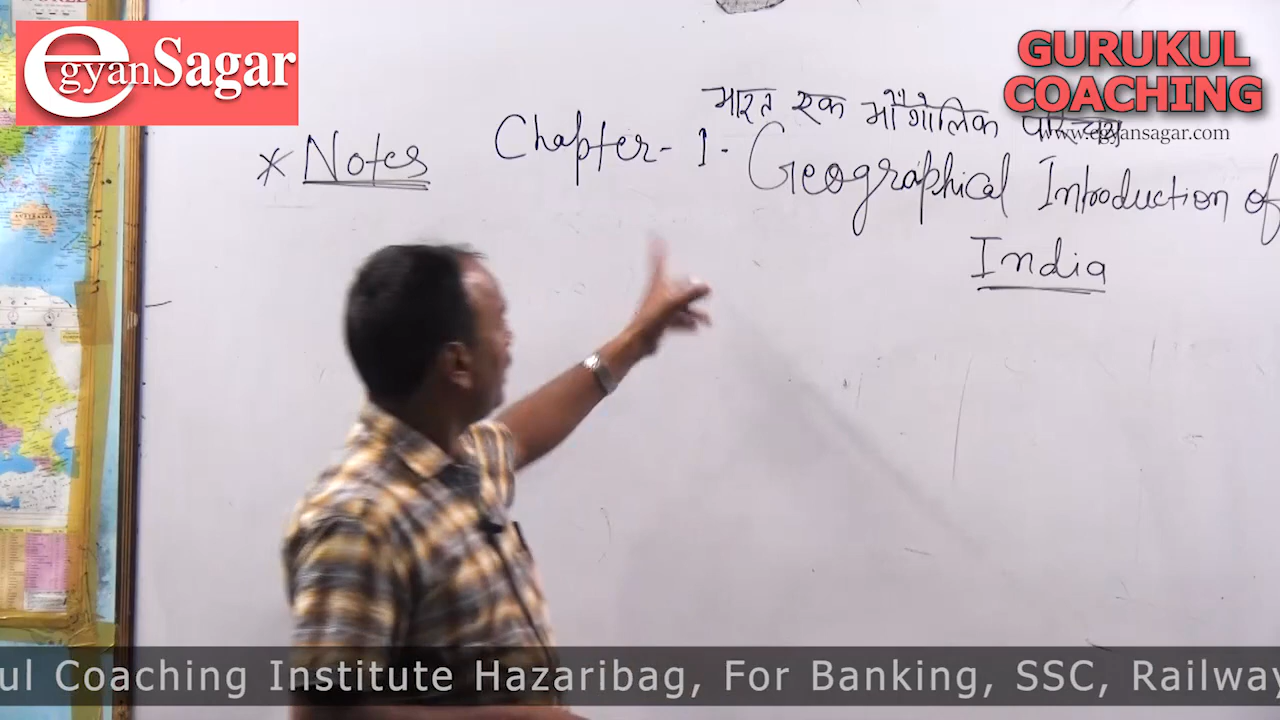 egyanSagar
GURUKUL
COACHING
www.egyansagar.com
भारत एक भौगोलिक
* Notes
Chapter - 1 - Geographical Introduction of
India
ul Coaching Institute Hazaribag, For Banking, SSC, Railway